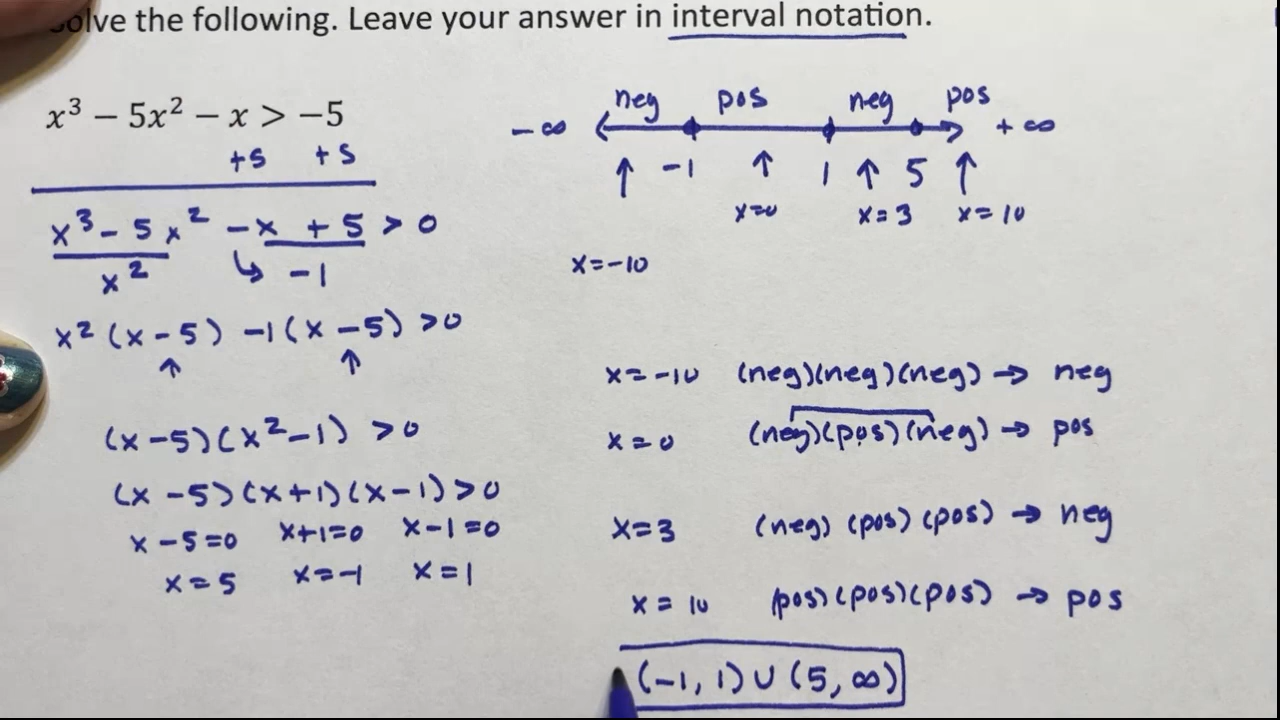 Solve the following. Leave your answer in interval notation.
x³ − 5x² − x > −5
+5 +5
x³ − 5x² − x + 5 > 0
x² ↳ −1
x²(x − 5) −1(x − 5) > 0
↑ ↑
(x − 5)(x² − 1) > 0
(x − 5)(x + 1)(x − 1) > 0
x − 5 = 0 x + 1 = 0 x − 1 = 0
x = 5 x = −1 x = 1
neg pos neg pos
−∞ +∞
↑ −1 ↑ 1 ↑ 5 ↑
x=0 x=3 x=10
x=−10
x=−10 (neg)(neg)(neg) → neg
x=0 (neg)(pos)(neg) → pos
x=3 (neg)(pos)(pos) → neg
x=10 (pos)(pos)(pos) → pos
(−1, 1) ∪ (5, ∞)